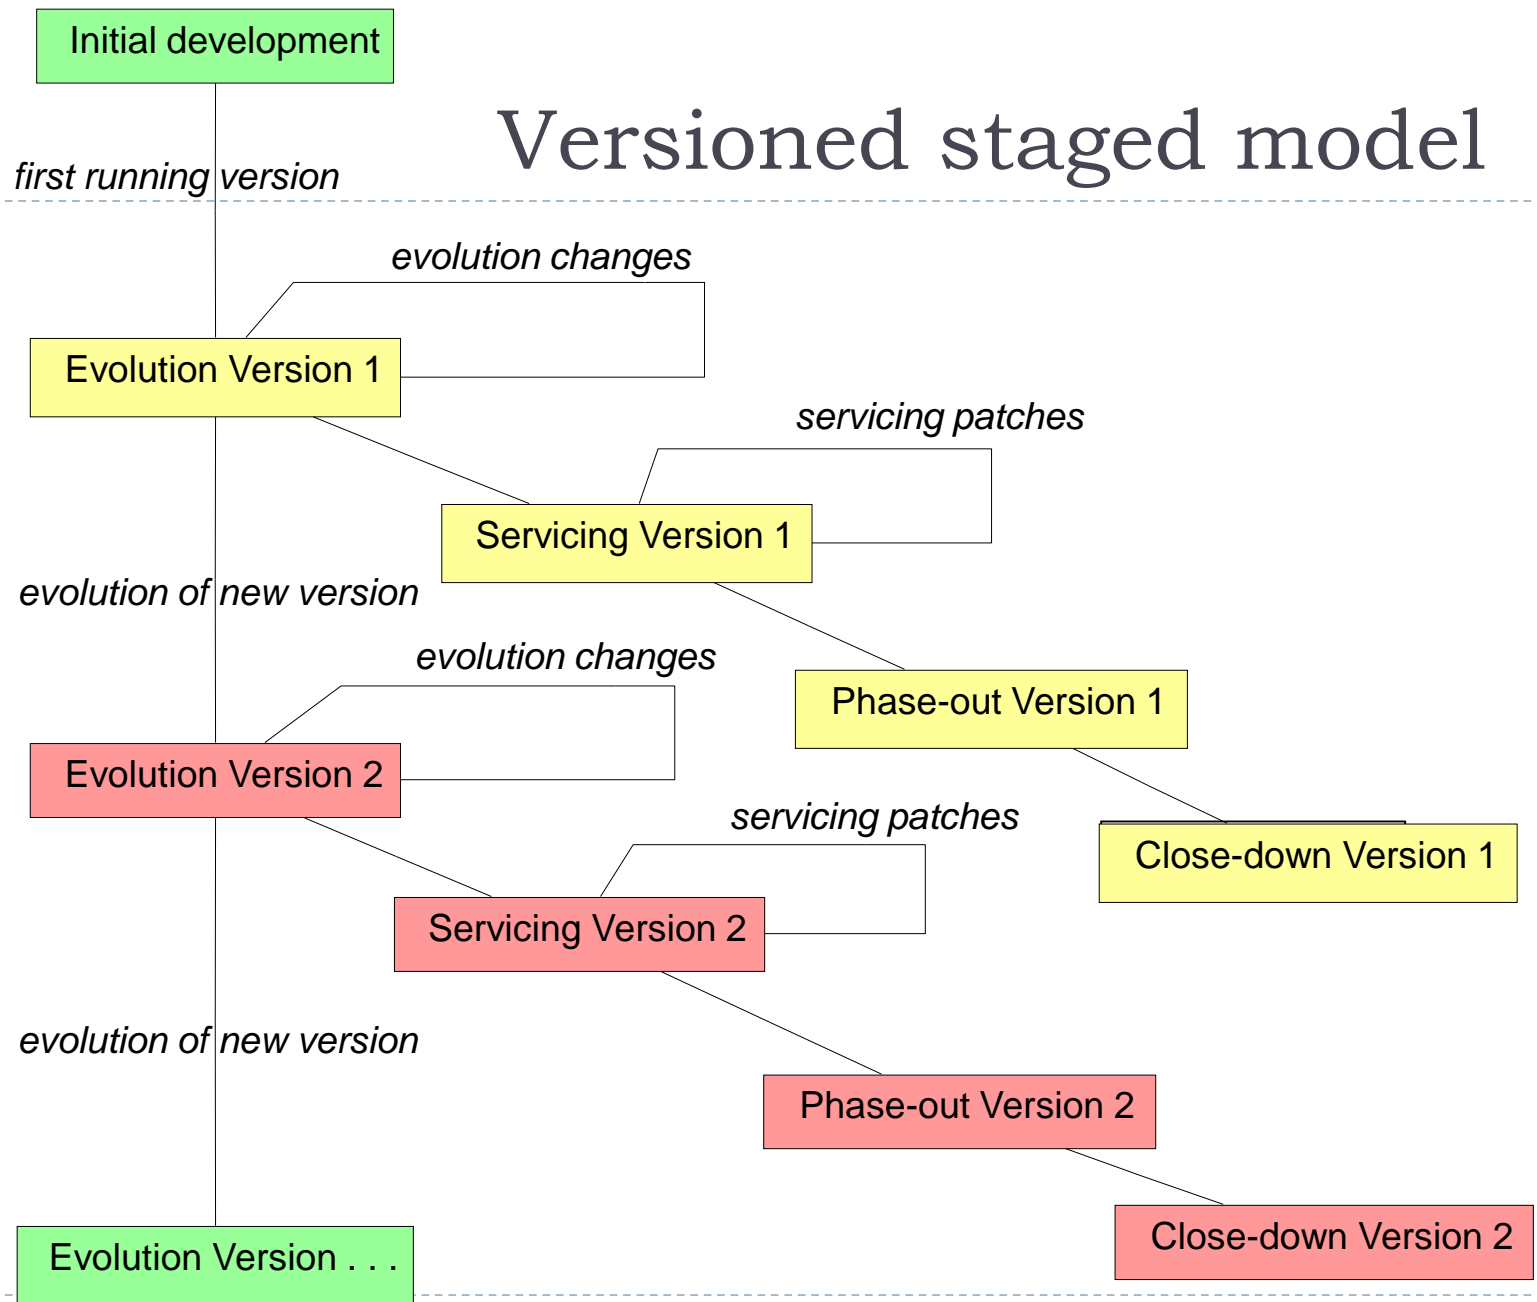 Initial development
Versioned staged model
first running version
evolution changes
Evolution Version 1
servicing patches
Servicing Version 1
evolution of new version
evolution changes
Phase-out Version 1
Evolution Version 2
servicing patches
Close-down Version 1
Servicing Version 2
evolution of new version
Phase-out Version 2
Close-down Version 2
Evolution Version . . .